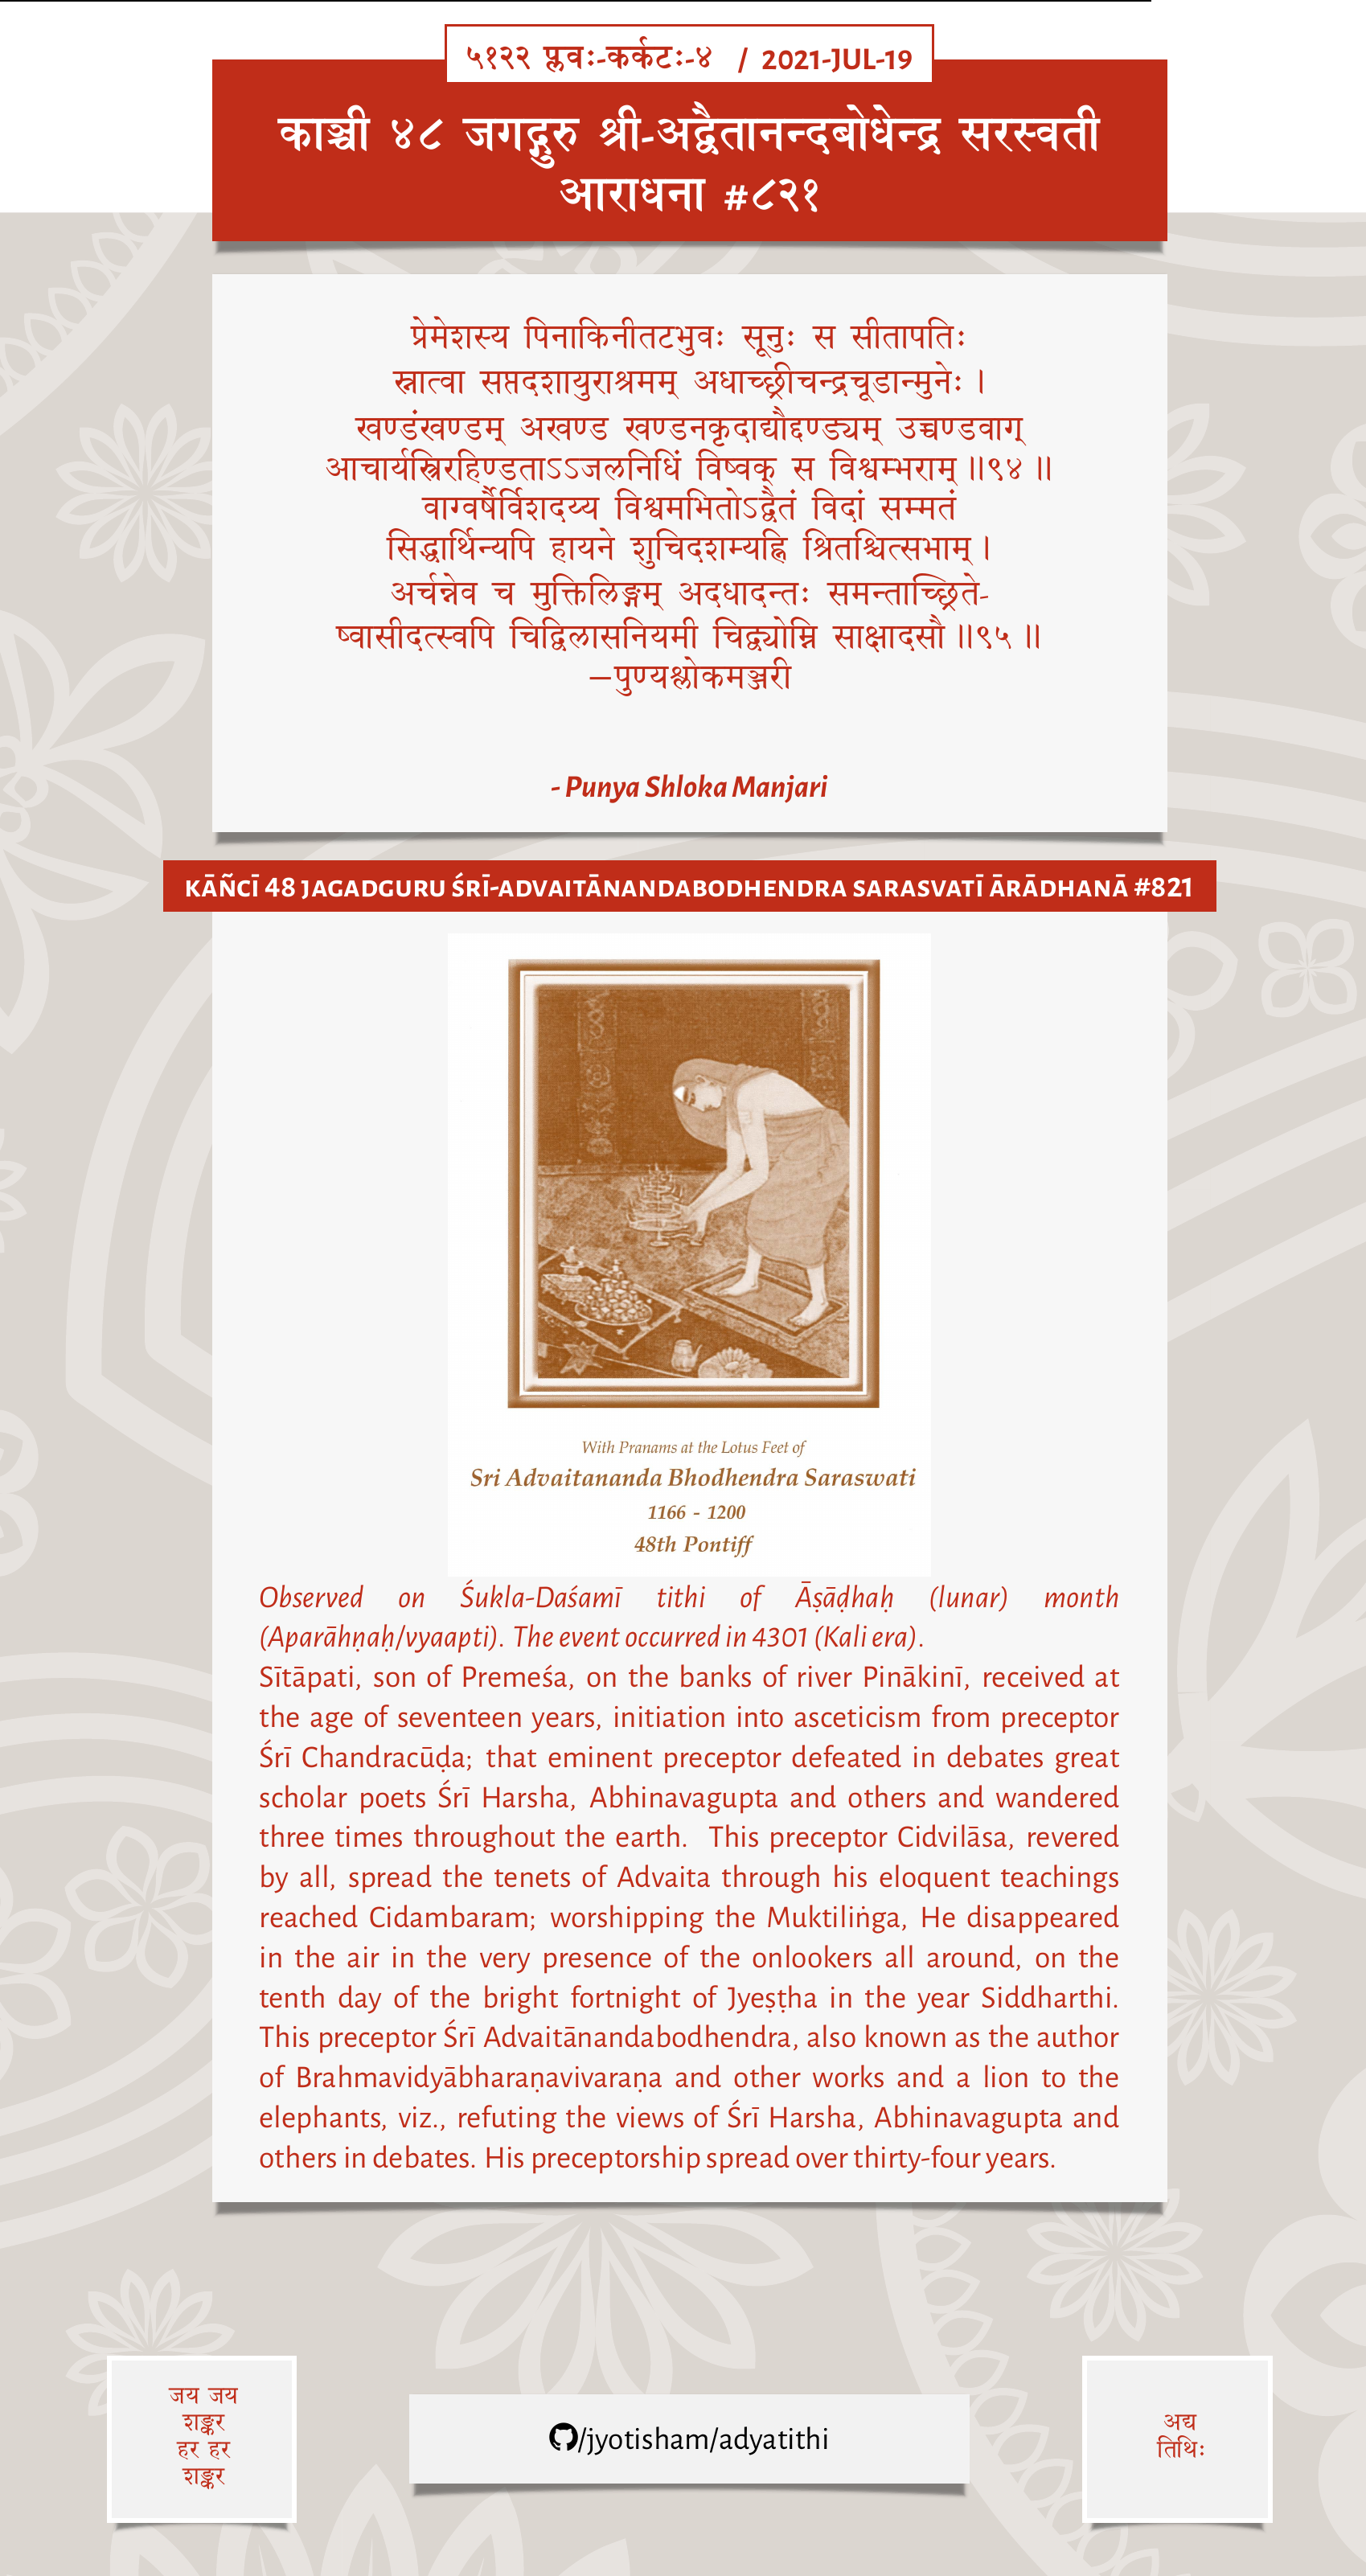 ५१२२ प्लवः-कर्कटः-४ / 2021-JUL-19
काञ्ची ४८ जगद्गुरु श्री-अद्वैतानन्दबोधेन्द्र सरस्वती
आराधना #८२१
प्रेमेशस्य पिनाकिनीतटभुवः सूनुः स सीतापतिः
स्नात्वा सप्तदशायुराश्रमम् अधाच्छ्रीचन्द्रचूडान्मुनेः ।
खण्डंखण्डम् अखण्ड खण्डनकृदाद्यौद्दण्ड्यम् उच्चण्डवाग्
आचार्यस्त्रिरहिण्डताऽऽजलनिधिं विष्वक् स विश्वम्भराम् ॥९४ ॥
वाग्वर्षैर्विशदय्य विश्वमभितोऽद्वैतं विदां सम्मतं
सिद्धार्थिन्यपि हायने शुचिदशम्यह्नि श्रितश्चित्सभाम् ।
अर्चन्नेव च मुक्तिलिङ्गम् अदधादन्तः समन्ताच्छ्रिते-
ष्वासीदत्स्वपि चिद्विलासनियमी चिद्व्योम्नि साक्षादसौ ॥९५ ॥
—पुण्यश्लोकमञ्जरी
- Punya Shloka Manjari
KĀÑCĪ 48 JAGADGURU ŚRĪ-ADVAITĀNANDABODHENDRA SARASVATĪ ĀRĀDHANĀ #821
With Pranams at the Lotus Feet of
Sri Advaitananda Bhodhendra Saraswati
1166 - 1200
48th Pontiff
Observed on Śukla-Daśamī tithi of Āṣāḍhaḥ (lunar) month
(Aparāhṇaḥ/vyaapti). The event occurred in 4301 (Kali era).
Sītāpati, son of Premeśa, on the banks of river Pinākinī, received at
the age of seventeen years, initiation into asceticism from preceptor
Śrī Chandracūḍa; that eminent preceptor defeated in debates great
scholar poets Śrī Harsha, Abhinavagupta and others and wandered
three times throughout the earth. This preceptor Cidvilāsa, revered
by all, spread the tenets of Advaita through his eloquent teachings
reached Cidambaram; worshipping the Muktiliṅga, He disappeared
in the air in the very presence of the onlookers all around, on the
tenth day of the bright fortnight of Jyeṣṭha in the year Siddharthi.
This preceptor Śrī Advaitānandabodhendra, also known as the author
of Brahmavidyābharaṇavivaraṇa and other works and a lion to the
elephants, viz., refuting the views of Śrī Harsha, Abhinavagupta and
others in debates. His preceptorship spread over thirty-four years.
जय जय
शङ्कर
हर हर
शङ्कर
/jyotisham/adyatithi
अद्य
तिथिः